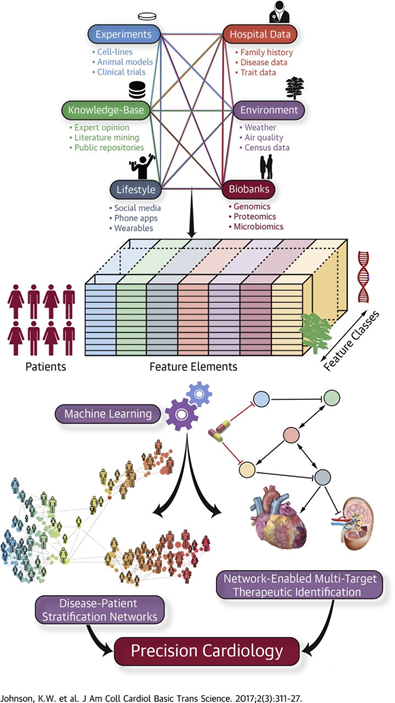 Experiments
• Cell-lines
• Animal models
• Clinical trials
Hospital Data
• Family history
• Disease data
• Trait data
Knowledge-Base
• Expert opinion
• Literature mining
• Public repositories
Environment
• Weather
• Air quality
• Census data
Lifestyle
• Social media
• Phone apps
• Wearables
Biobanks
• Genomics
• Proteomics
• Microbiomics
Patients
Feature Elements
Feature Classes
Machine Learning
Disease-Patient
Stratification Networks
Network-Enabled Multi-Target
Therapeutic Identification
Precision Cardiology
Johnson, K.W. et al. J Am Coll Cardiol Basic Trans Science. 2017;2(3):311-27.